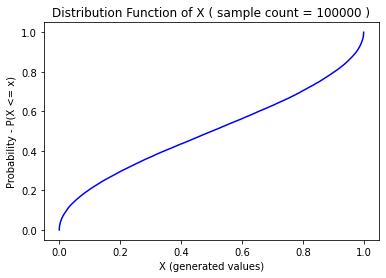 Distribution Function of X ( sample count = 100000 )
1.0
0.8
0.6
0.4
0.2
0.0
Probability - P(X <= x)
0.0 0.2 0.4 0.6 0.8 1.0
X (generated values)